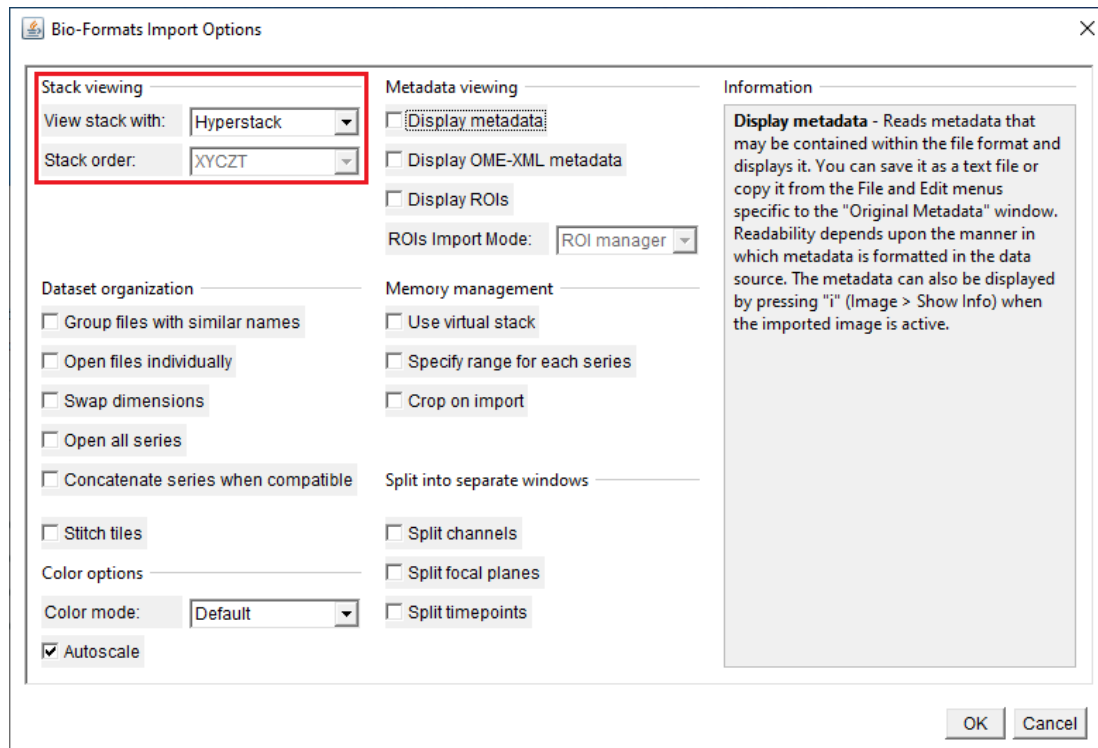 Bio-Formats Import Options
Stack viewing
View stack with: Hyperstack
Stack order: XYCZT
Metadata viewing
Display metadata
Display OME-XML metadata
Display ROIs
ROIs Import Mode: ROI manager
Information
Display metadata - Reads metadata that
may be contained within the file format and
displays it. You can save it as a text file or
copy it from the File and Edit menus
specific to the "Original Metadata" window.
Readability depends upon the manner in
which metadata is formatted in the data
source. The metadata can also be displayed
by pressing "i" (Image > Show Info) when
the imported image is active.
Dataset organization
Group files with similar names
Open files individually
Swap dimensions
Open all series
Concatenate series when compatible
Stitch tiles
Memory management
Use virtual stack
Specify range for each series
Crop on import
Color options
Color mode: Default
Autoscale
Split into separate windows
Split channels
Split focal planes
Split timepoints
OK
Cancel